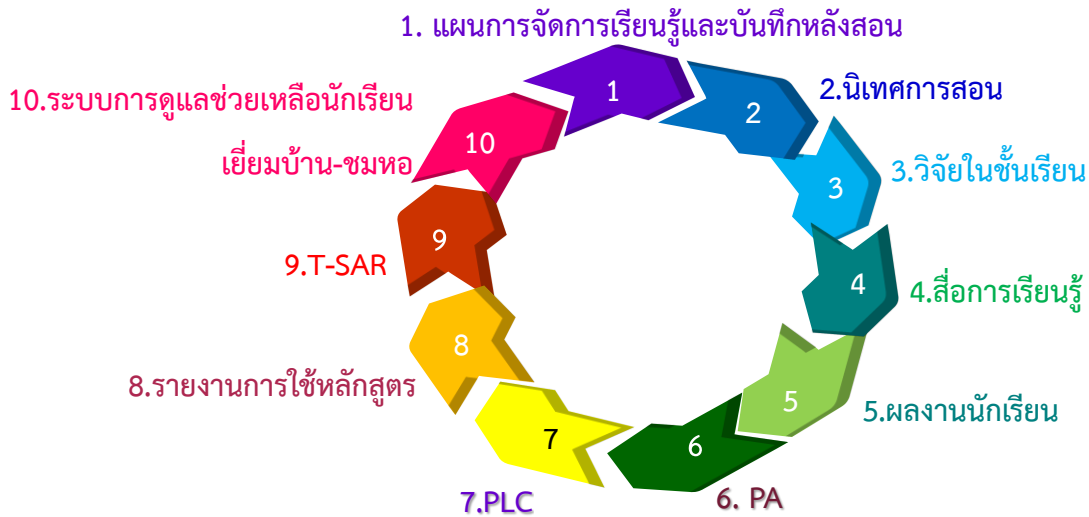 1. แผนการจัดการเรียนรู้และบันทึกหลังสอน
2.นิเทศการสอน
3.วิจัยในชั้นเรียน
4.สื่อการเรียนรู้
5.ผลงานนักเรียน
6. PA
7.PLC
8.รายงานการใช้หลักสูตร
9.T-SAR
10.ระบบการดูแลช่วยเหลือนักเรียน
เยี่ยมบ้าน-ชมหอ
1
2
3
4
5
6
7
8
9
10